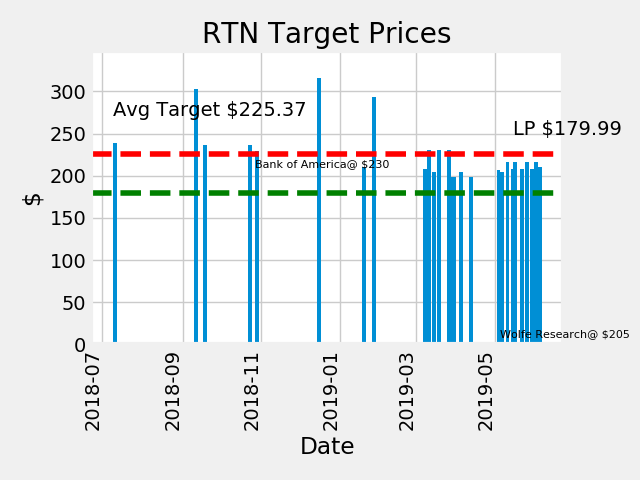 RTN Target Prices
Avg Target $225.37
LP $179.99
Bank of America@ $230
Wolfe Research@ $205
$
300
250
200
150
100
50
0
2018-07
2018-09
2018-11
2019-01
2019-03
2019-05
Date